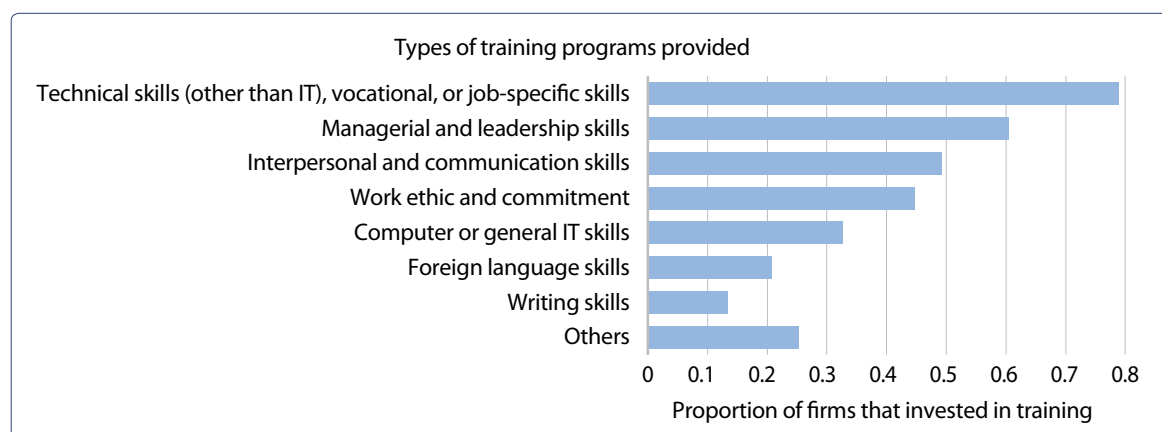 Types of training programs provided
Technical skills (other than IT), vocational, or job-specific skills
Managerial and leadership skills
Interpersonal and communication skills
Work ethic and commitment
Computer or general IT skills
Foreign language skills
Writing skills
Others
0 0.1 0.2 0.3 0.4 0.5 0.6 0.7 0.8
Proportion of firms that invested in training